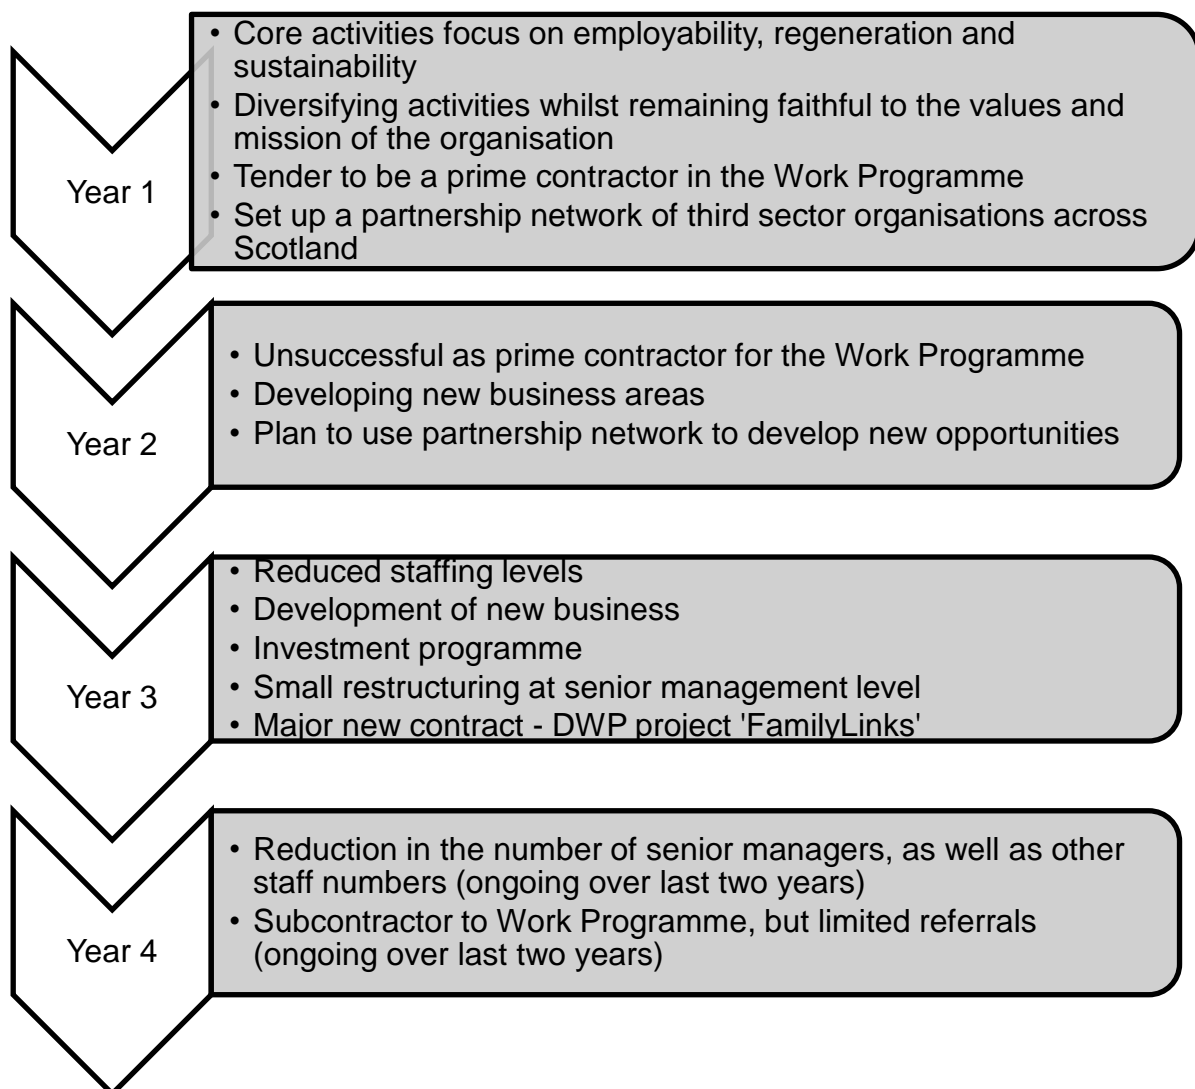 • Core activities focus on employability, regeneration and
sustainability
• Diversifying activities whilst remaining faithful to the values and
mission of the organisation
Year 1
• Tender to be a prime contractor in the Work Programme
• Set up a partnership network of third sector organisations across
Scotland
• Unsuccessful as prime contractor for the Work Programme
• Developing new business areas
Year 2
• Plan to use partnership network to develop new opportunities
• Reduced staffing levels
• Development of new business
• Investment programme
Year 3
• Small restructuring at senior management level
• Major new contract - DWP project 'FamilyLinks'
• Reduction in the number of senior managers, as well as other
staff numbers (ongoing over last two years)
Year 4
• Subcontractor to Work Programme, but limited referrals
(ongoing over last two years)